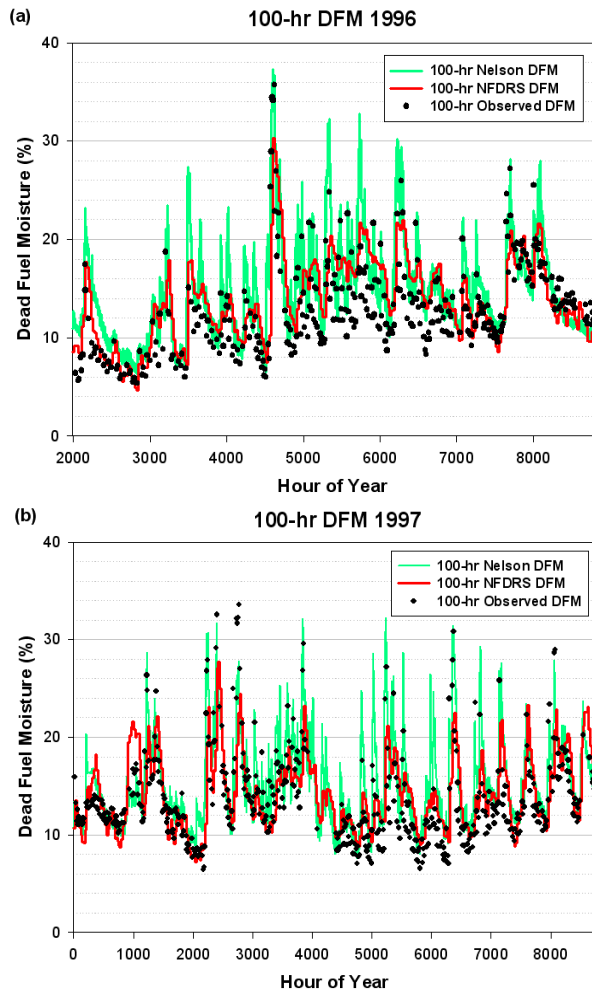 (a)
100-hr DFM 1996
40
30
20
10
0
Dead Fuel Moisture (%)
100-hr Nelson DFM
100-hr NFDRS DFM
100-hr Observed DFM
2000 3000 4000 5000 6000 7000 8000
Hour of Year
(b)
100-hr DFM 1997
40
30
20
10
0
Dead Fuel Moisture (%)
100-hr Nelson DFM
100-hr NFDRS DFM
100-hr Observed DFM
0 1000 2000 3000 4000 5000 6000 7000 8000
Hour of Year